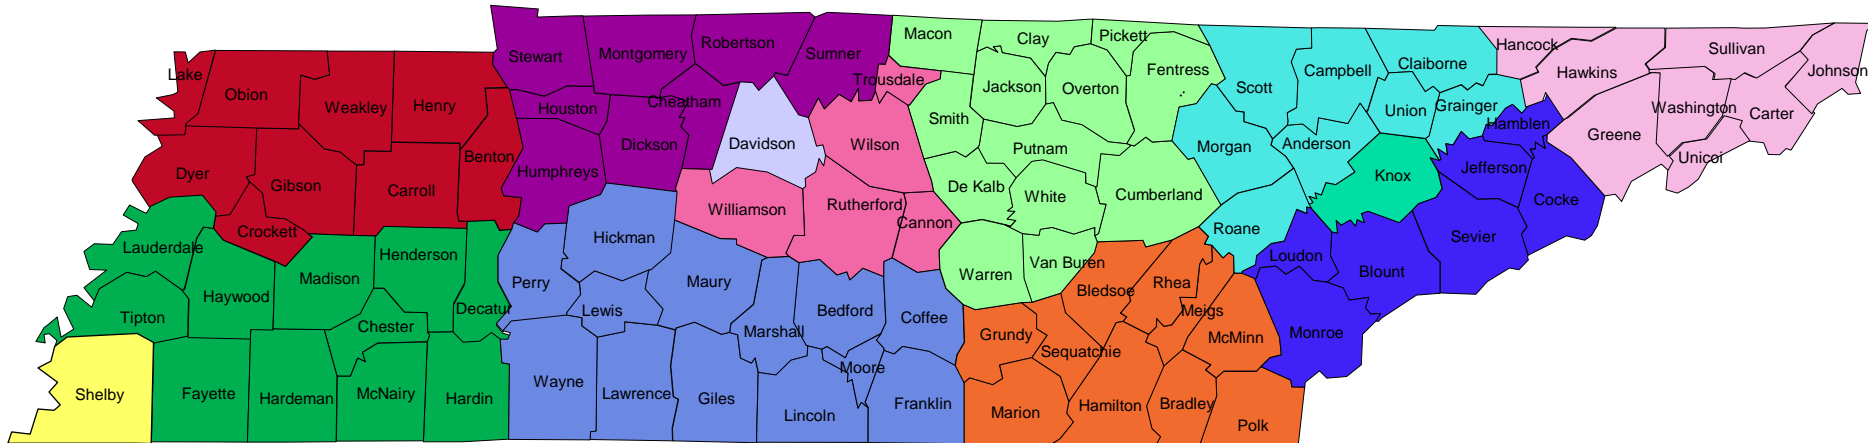 Lake
Obion
Weakley
Henry
Stewart
Montgomery
Robertson
Sumner
Macon
Clay
Pickett
Trousdale
Fentress
Scott
Campbell
Claiborne
Hancock
Hawkins
Sullivan
Johnson
Houston
Cheatham
Jackson
Overton
Union
Grainger
Washington
Carter
Benton
Dickson
Davidson
Wilson
Smith
Putnam
Morgan
Anderson
Hamblen
Greene
Unicoi
Dyer
Gibson
Carroll
Humphreys
De Kalb
White
Cumberland
Knox
Jefferson
Cocke
Crockett
Williamson
Rutherford
Cannon
Roane
Sevier
Lauderdale
Henderson
Hickman
Warren
Van Buren
Loudon
Blount
Tipton
Haywood
Madison
Decatur
Perry
Maury
Bledsoe
Rhea
Chester
Lewis
Marshall
Bedford
Coffee
Grundy
Meigs
McMinn
Monroe
Sequatchie
Shelby
Fayette
Hardeman
McNairy
Hardin
Wayne
Lawrence
Giles
Moore
Lincoln
Franklin
Marion
Hamilton
Bradley
Polk